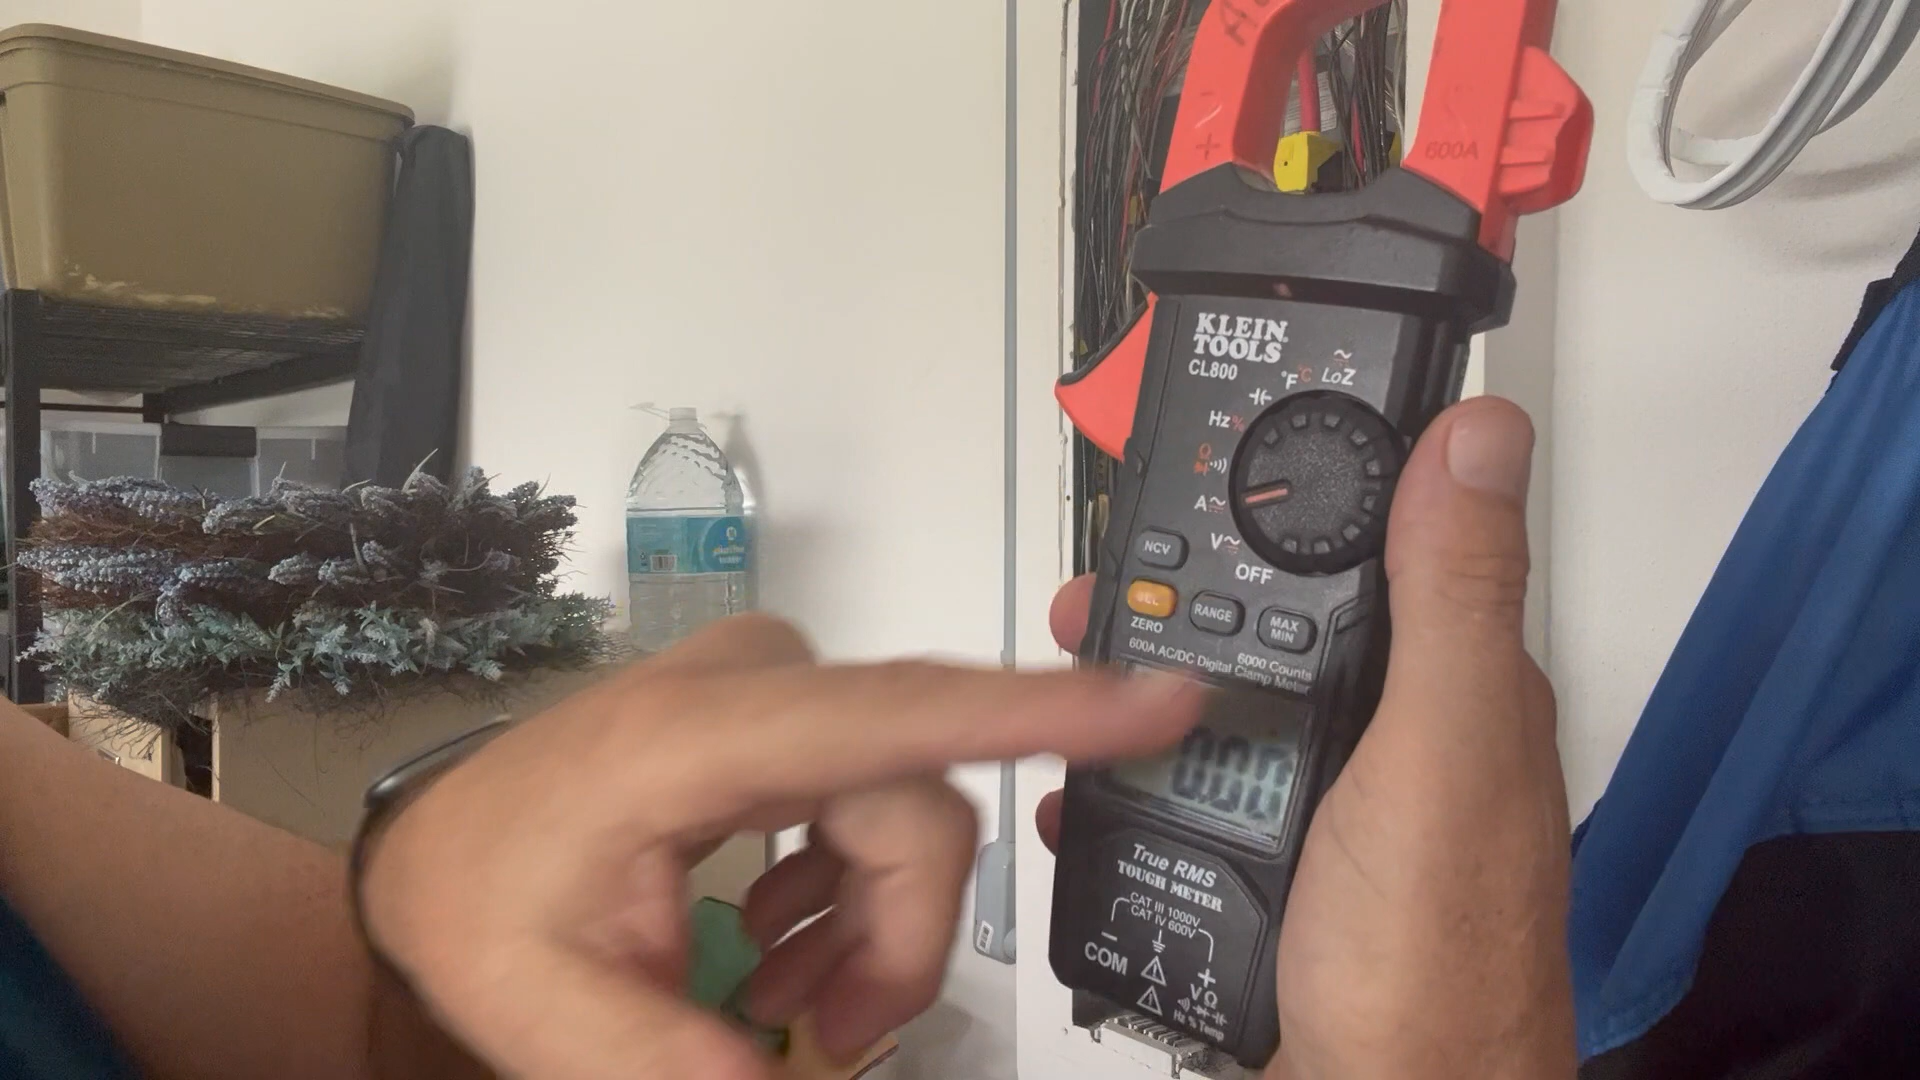 +
600A
KLEIN
TOOLS
CL800
°F°C
LoZ
Hz%
Ω
A
V
OFF
NCV
SEL
RANGE
MAX
MIN
ZERO
600A AC/DC Digital Clamp Meter
6000 Counts
True RMS
TOUGH METER
CAT III 1000V
CAT IV 600V
−
COM
+
VΩ
Hz % Temp